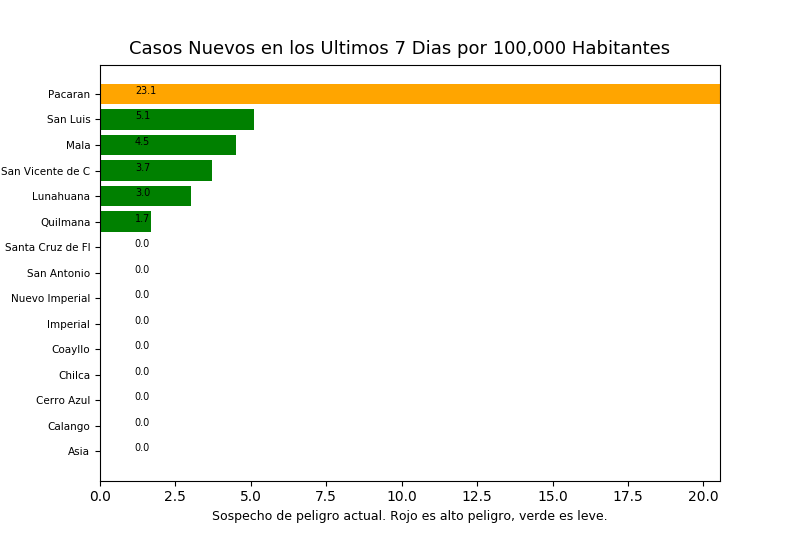 Casos Nuevos en los Ultimos 7 Dias por 100,000 Habitantes
Pacaran 23.1
San Luis 5.1
Mala 4.5
San Vicente de C 3.7
Lunahuana 3.0
Quilmana 1.7
Santa Cruz de Fl 0.0
San Antonio 0.0
Nuevo Imperial 0.0
Imperial 0.0
Coayllo 0.0
Chilca 0.0
Cerro Azul 0.0
Calango 0.0
Asia 0.0
0.0 2.5 5.0 7.5 10.0 12.5 15.0 17.5 20.0
Sospecho de peligro actual. Rojo es alto peligro, verde es leve.